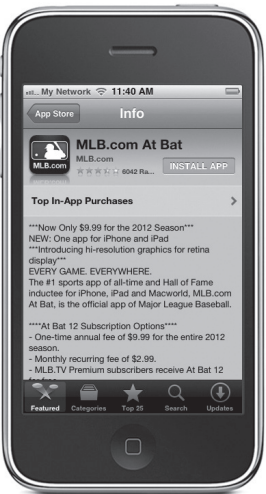 My Network 11:40 AM
App Store
Info
MLB.com At Bat
MLB.com
MLB.com
6042 Ra...
INSTALL APP
Top In-App Purchases
***Now Only $9.99 for the 2012 Season***
NEW: One app for iPhone and iPad
***Introducing hi-resolution graphics for retina
display***
EVERY GAME. EVERYWHERE.
The #1 sports app of all-time and Hall of Fame
inductee for iPhone, iPad and Macworld, MLB.com
At Bat, is the official app of Major League Baseball.
****At Bat 12 Subscription Options****
- One-time annual fee of $9.99 for the entire 2012
season.
- Monthly recurring fee of $2.99.
- MLB.TV Premium subscribers receive At Bat 12
for free
Featured
Categories
Top 25
Search
Updates